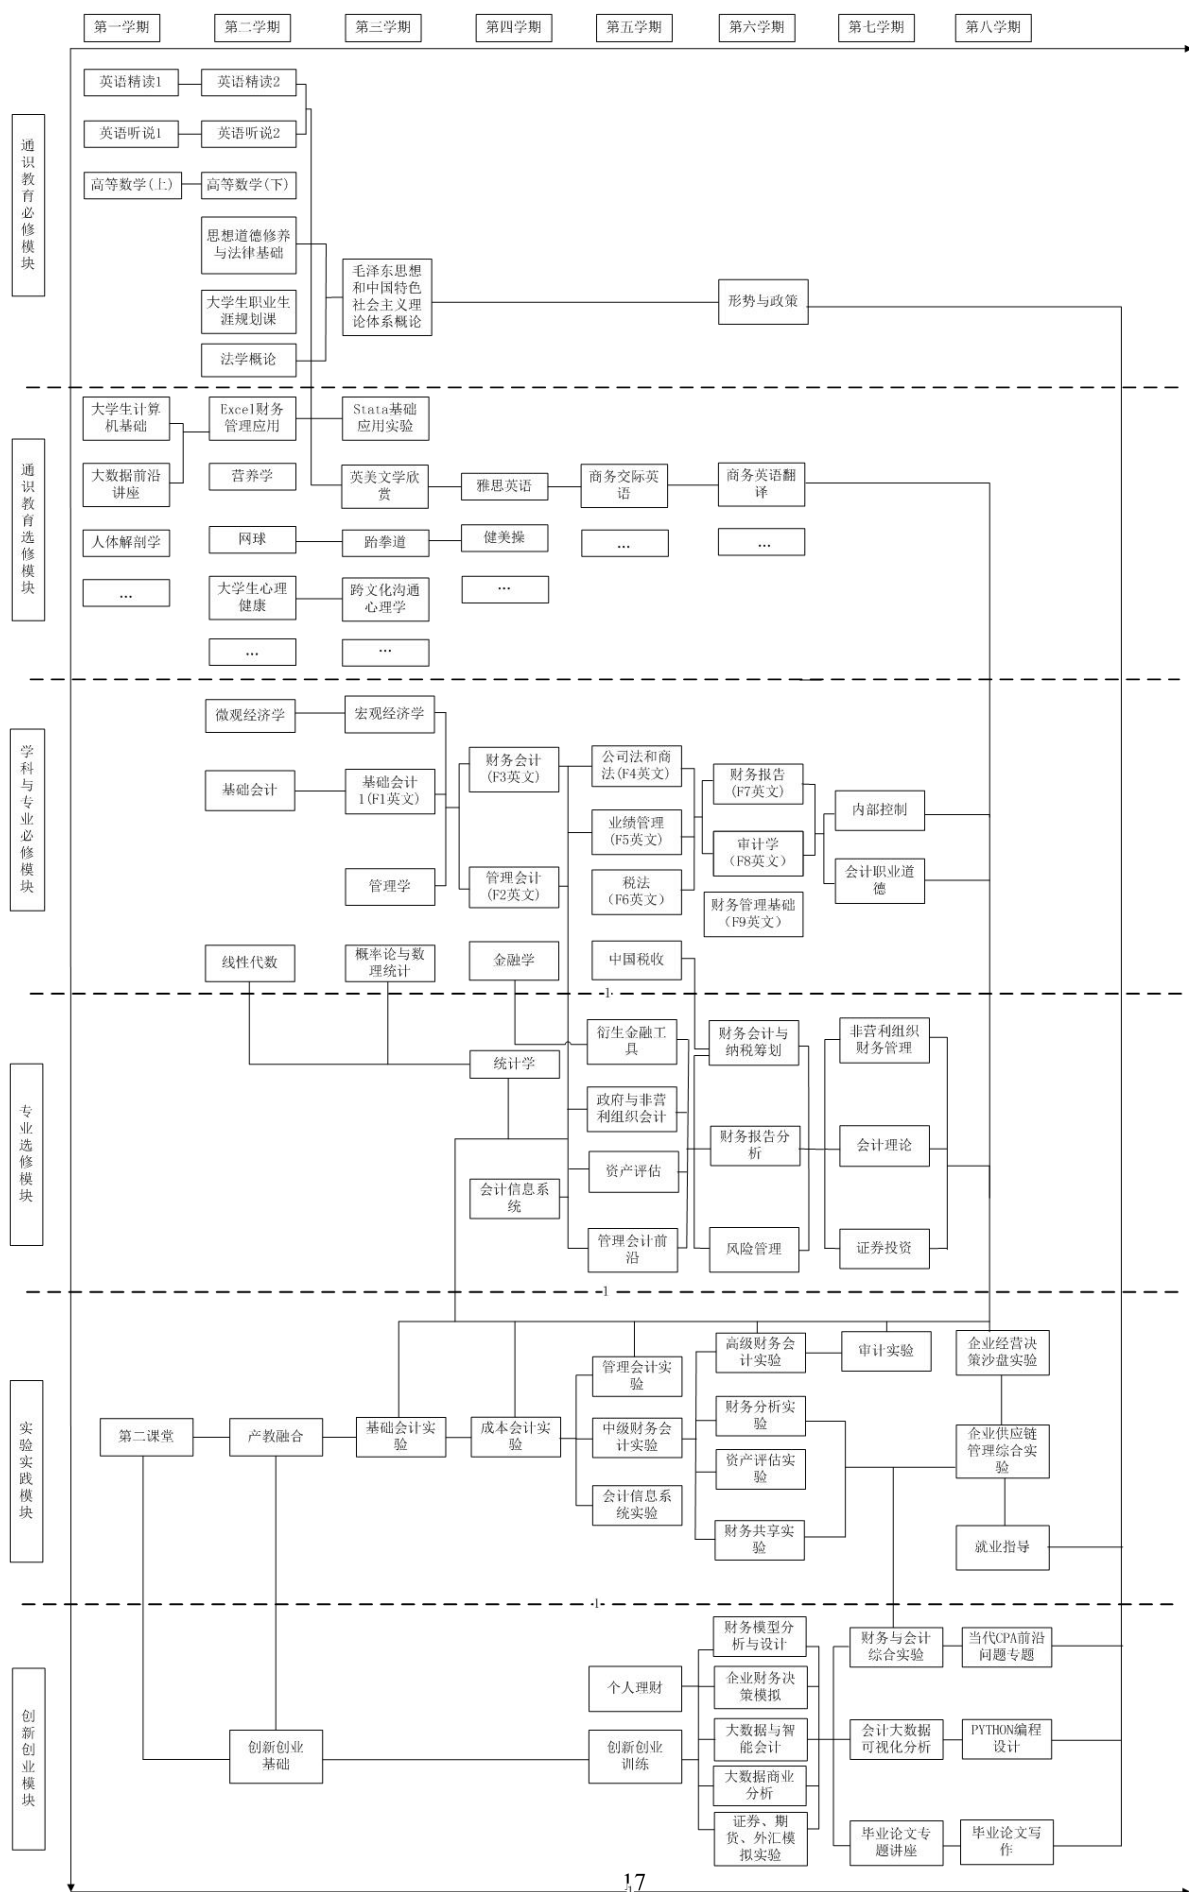 第一学期
第二学期
第三学期
第四学期
第五学期
第六学期
第七学期
第八学期
通
识
教
育
必
修
模
块
英语精读1
英语精读2
英语听说1
英语听说2
高等数学(上)
高等数学(下)
思想道德修养
与法律基础
大学生职业生
涯规划课
法学概论
毛泽东思想
和中国特色
社会主义理
论体系概论
形势与政策
通
识
教
育
选
修
模
块
大学生计算
机基础
Excel财务
管理应用
Stata基础
应用实验
大数据前沿
讲座
营养学
英美文学欣
赏
雅思英语
商务交际英
语
商务英语翻
译
人体解剖学
网球
跆拳道
健美操
...
...
...
大学生心理
健康
跨文化沟通
心理学
...
...
...
学
科
与
专
业
必
修
模
块
微观经济学
宏观经济学
基础会计
基础会计
1(F1英文)
管理学
财务会计
(F3英文)
管理会计
(F2英文)
公司法和商
法(F4英文)
业绩管理
(F5英文)
税法
(F6英文)
财务报告
(F7英文)
审计学
(F8英文)
财务管理基础
(F9英文)
内部控制
会计职业道
德
线性代数
概率论与数
理统计
金融学
中国税收
1
专
业
选
修
模
块
统计学
会计信息系
统
衍生金融工
具
政府与非营
利组织会计
资产评估
管理会计前
沿
财务会计与
纳税筹划
财务报告分
析
风险管理
非营利组织
财务管理
会计理论
证券投资
1
实
验
实
践
模
块
第二课堂
产教融合
基础会计实
验
成本会计实
验
管理会计实
验
中级财务会
计实验
会计信息系
统实验
高级财务会
计实验
财务分析实
验
资产评估实
验
财务共享实
验
审计实验
企业经营决
策沙盘实验
企业供应链
管理综合实
验
就业指导
1
创
新
创
业
模
块
创新创业
基础
个人理财
创新创业
训练
财务模型分
析与设计
企业财务决
策模拟
大数据与智
能会计
大数据商业
分析
证券、期
货、外汇模
拟实验
财务与会计
综合实验
会计大数据
可视化分析
毕业论文专
题讲座
当代CPA前沿
问题专题
PYTHON编程
设计
毕业论文写
作
17
1